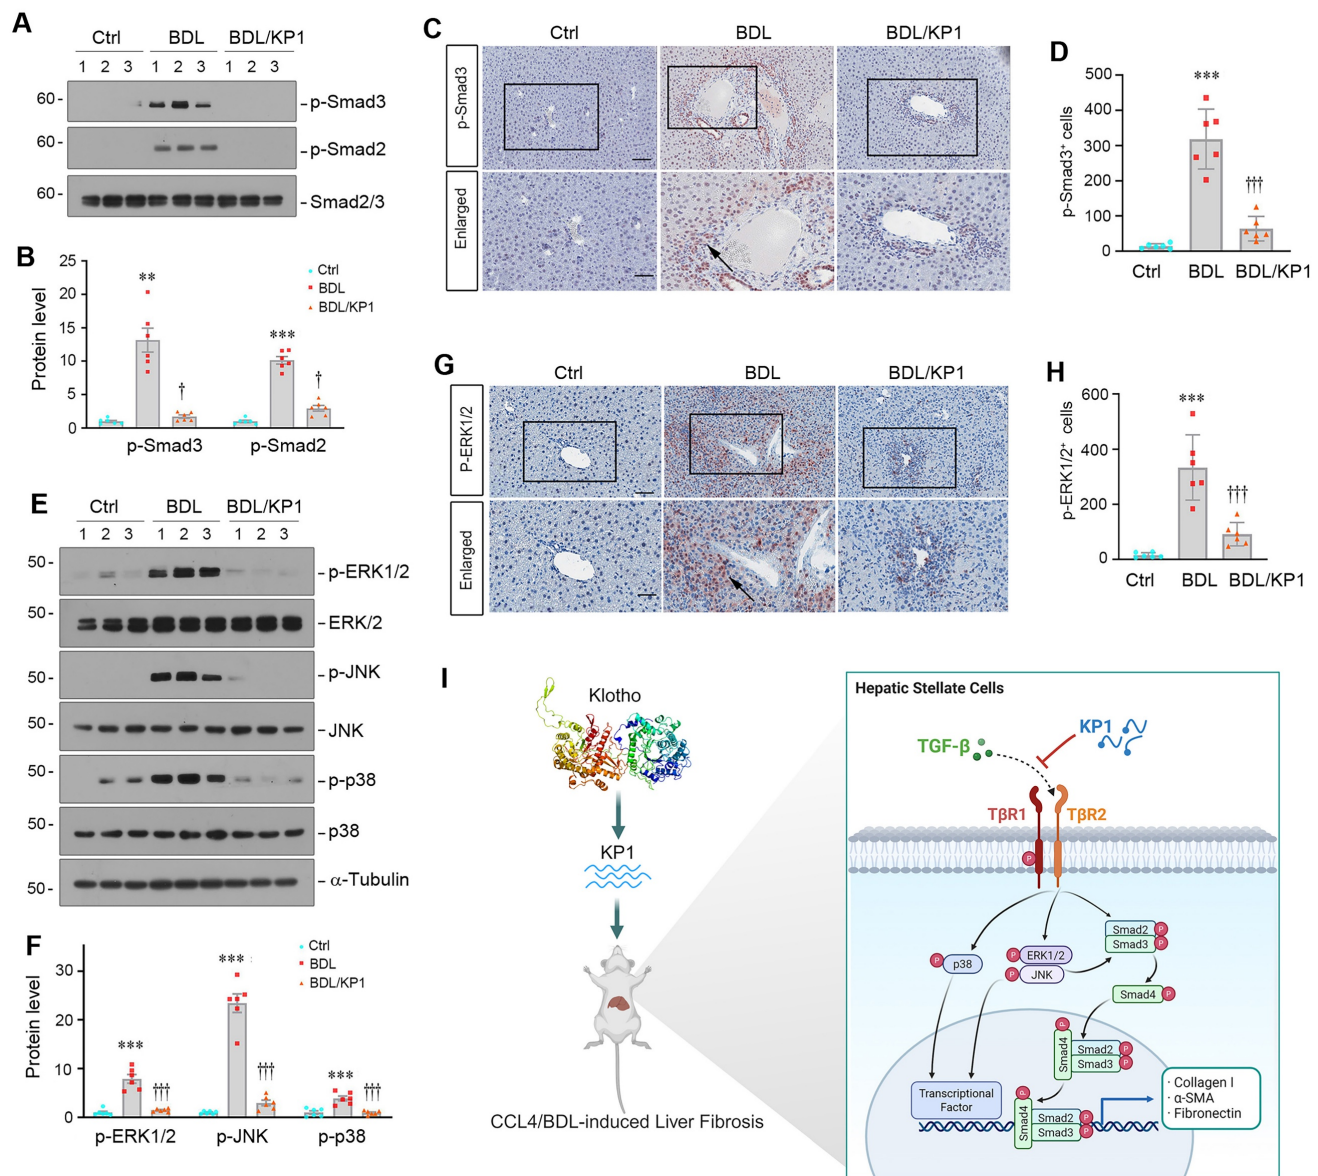 A
Ctrl BDL BDL/KP1
1 2 3 1 2 3 1 2 3
60- -p-Smad3
60- -p-Smad2
60- -Smad2/3
B
Protein level
25
20
15
10
5
0
Ctrl
BDL
BDL/KP1
** † *** †
p-Smad3 p-Smad2
C
Ctrl BDL BDL/KP1
p-Smad3
Enlarged
D
p-Smad3+ cells
500
400
300
200
100
0
***
†††
Ctrl BDL BDL/KP1
E
Ctrl BDL BDL/KP1
1 2 3 1 2 3 1 2 3
50- -p-ERK1/2
50- -ERK/2
50- -p-JNK
50- -JNK
50- -p-p38
50- -p38
50- -α-Tubulin
F
Protein level
30
20
10
0
Ctrl
BDL
BDL/KP1
*** ††† *** ††† *** †††
p-ERK1/2 p-JNK p-p38
G
Ctrl BDL BDL/KP1
P-ERK1/2
Enlarged
H
p-ERK1/2+ cells
600
400
200
0
***
†††
Ctrl BDL BDL/KP1
I
Klotho
KP1
CCL4/BDL-induced Liver Fibrosis
Hepatic Stellate Cells
TGF-β
KP1
TβR1 TβR2
P
p38 P
ERK1/2 P
JNK P
Smad2 P
Smad3 P
Smad4 P
P
Smad4
Smad2 P
Smad3 P
Transcriptional
Factor
P
Smad4
Smad2 P
Smad3 P
· Collagen I
· α-SMA
· Fibronectin